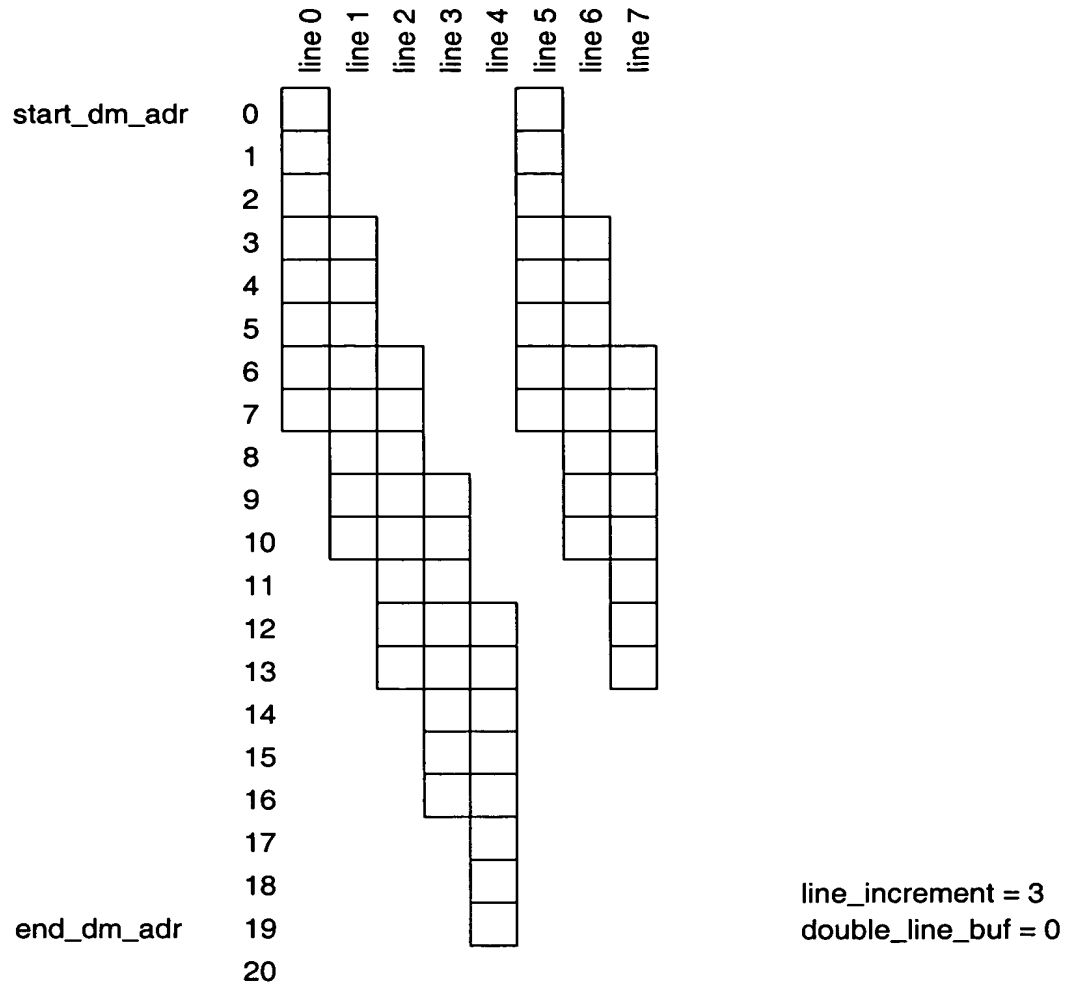 line 0
line 1
line 2
line 3
line 4
line 5
line 6
line 7
start_dm_adr 0
1
2
3
4
5
6
7
8
9
10
11
12
13
14
15
16
17
18
line_increment = 3
end_dm_adr 19
double_line_buf = 0
20